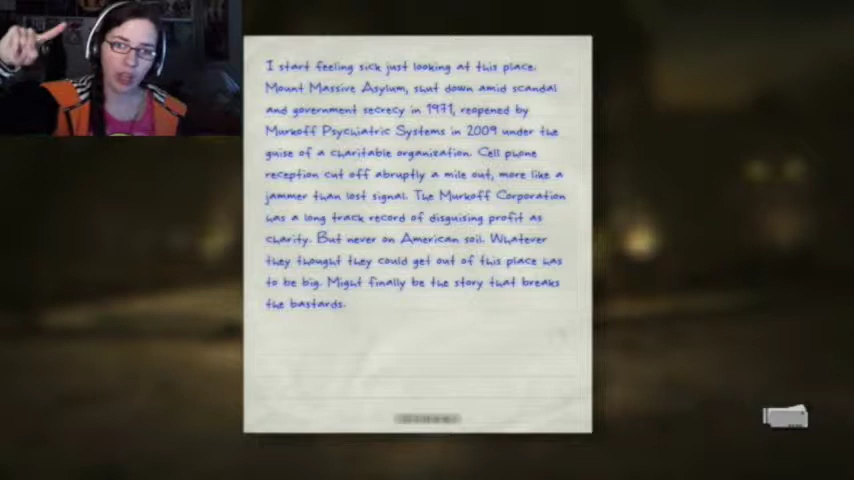 I start feeling sick just looking at this place.
Mount Massive Asylum, shut down amid scandal
and government secrecy in 1971, reopened by
Murkoff Psychiatric Systems in 2009 under the
guise of a charitable organization. Cell phone
reception cut off abruptly a mile out, more like a
jammer than lost signal. The Murkoff Corporation
has a long track record of disguising profit as
charity. But never on American soil. Whatever
they thought they could get out of this place has
to be big. Might finally be the story that breaks
the bastards.